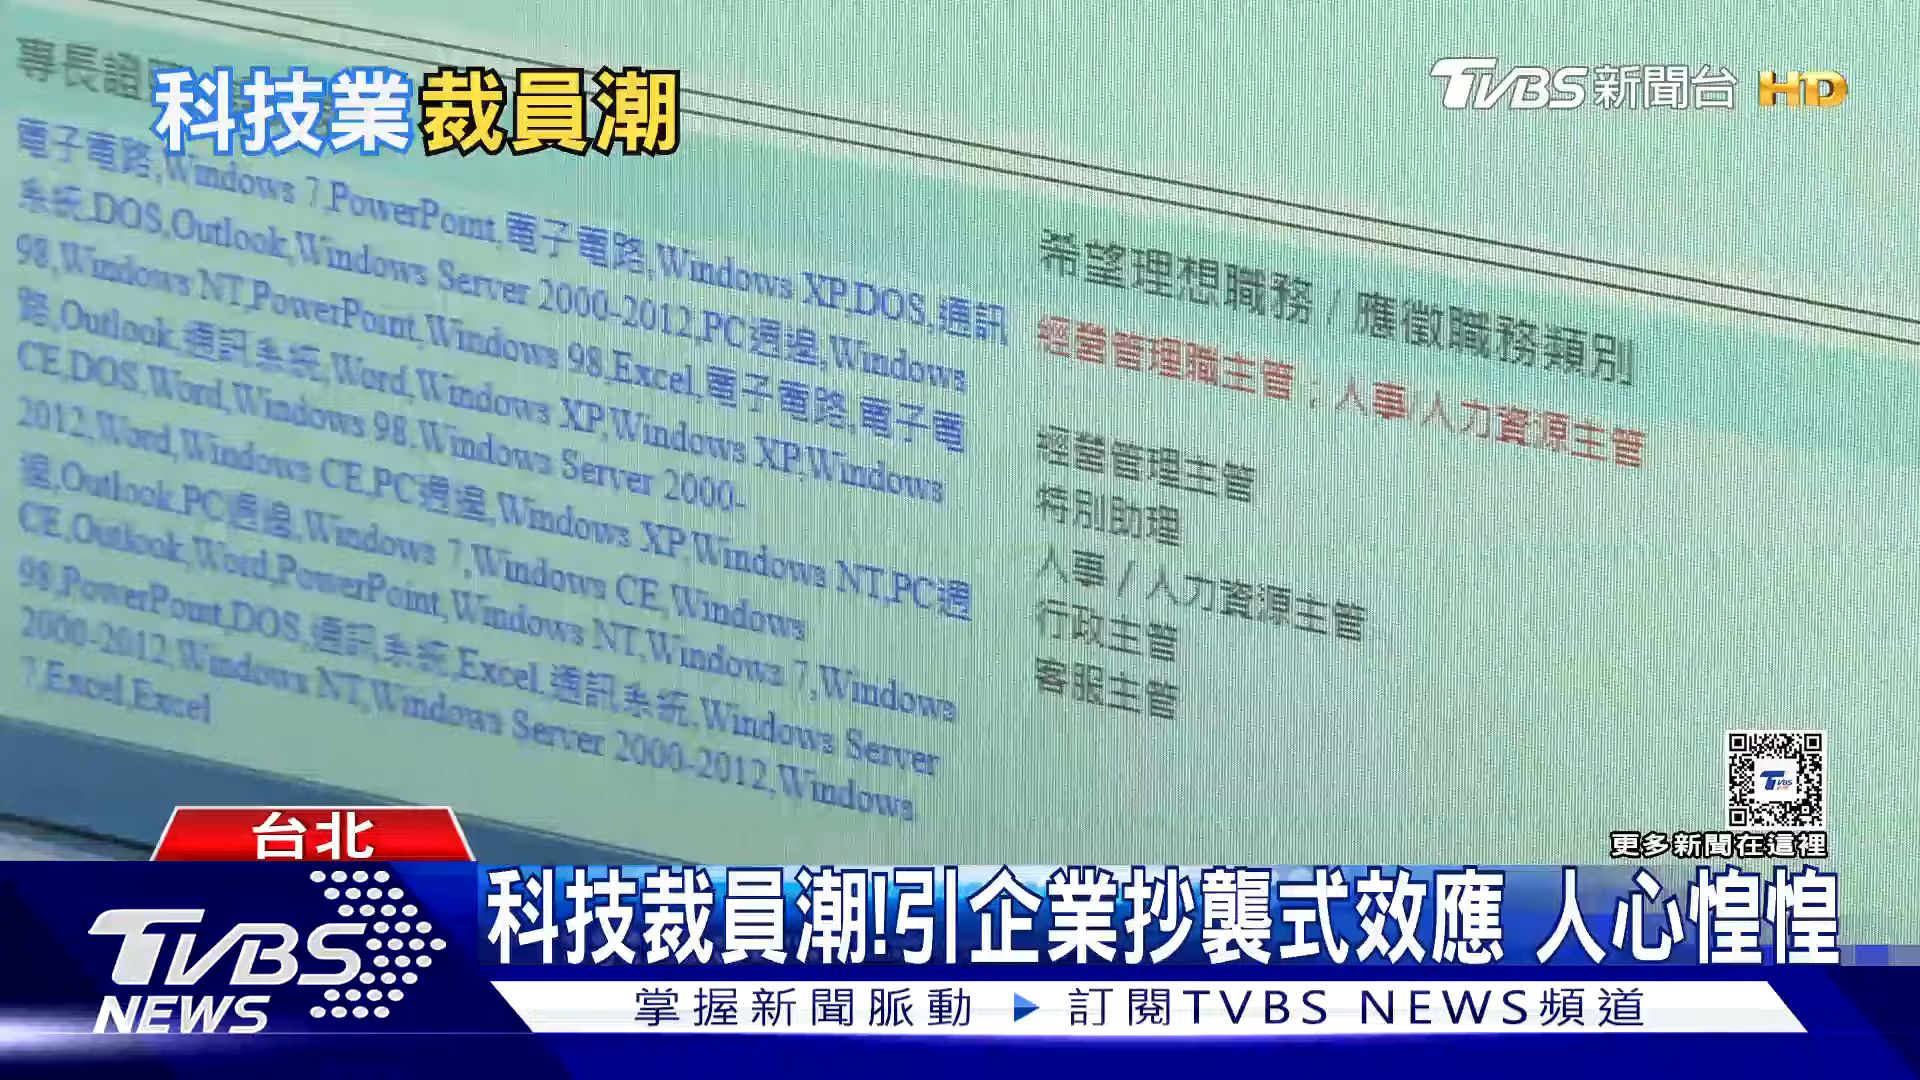 科技業裁員潮
TVBS新聞台 HD
專長證
電子電路,Windows 7,PowerPoint,電子電路,Windows XP,DOS,通訊
系統,DOS,Outlook,Windows Server 2000-2012,PC週邊,Windows
98,Windows NT,PowerPoint,Windows 98,Excel,電子電路,電子電
路,Outlook,通訊系統,Word,Windows XP,Windows XP,Windows
CE,DOS,Word,Windows 98,Windows Server 2000-
2012,Word,Windows CE,PC週邊,Windows XP,Windows NT,PC週
邊,Outlook,PC週邊,Windows 7,Windows CE,Windows
CE,Outlook,Word,PowerPoint,Windows NT,Windows 7,Windows
98,PowerPoint,DOS,通訊系統,Excel,通訊系統,Windows Server
2000-2012,Windows NT,Windows Server 2000-2012,Windows
7,Excel,Excel
希望理想職務 / 應徵職務類別
經營管理職主管;人事/人力資源主管
經營管理主管
特別助理
人事 / 人力資源主管
行政主管
客服主管
TVBS
更多新聞在這裡
台北
科技裁員潮!引企業抄襲式效應 人心惶惶
TVBS
NEWS
掌握新聞脈動 ▶ 訂閱TVBS NEWS頻道